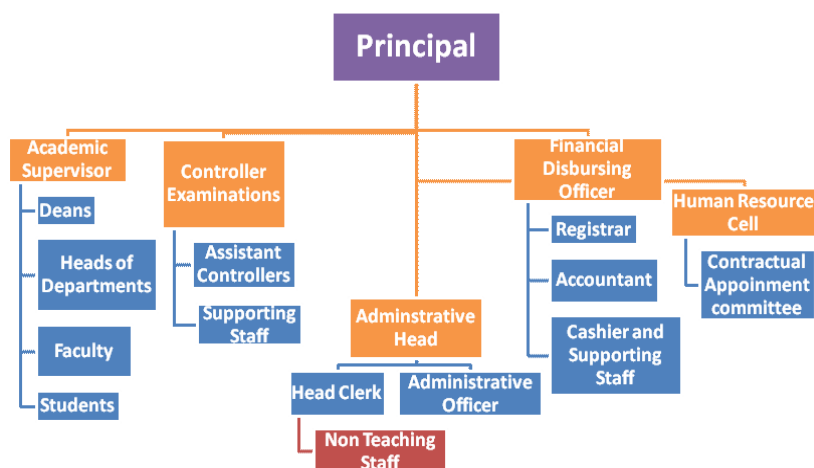 Principal
Academic
Supervisor
Deans
Heads of
Departments
Faculty
Students
Controller
Examinations
Assistant
Controllers
Supporting
Staff
Adminstrative
Head
Head Clerk
Non Teaching
Staff
Administrative
Officer
Financial
Disbursing
Officer
Registrar
Accountant
Cashier and
Supporting
Staff
Human Resource
Cell
Contractual
Appoinment
committee